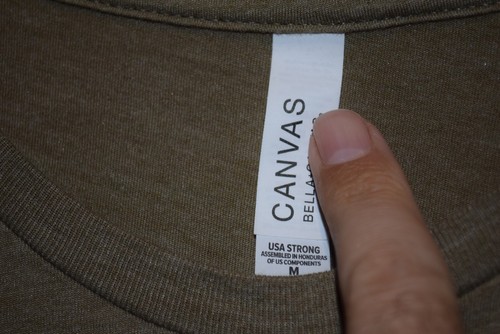 CANVAS
BELLA
USA STRONG
ASSEMBLED IN HONDURAS
OF US COMPONENTS
M